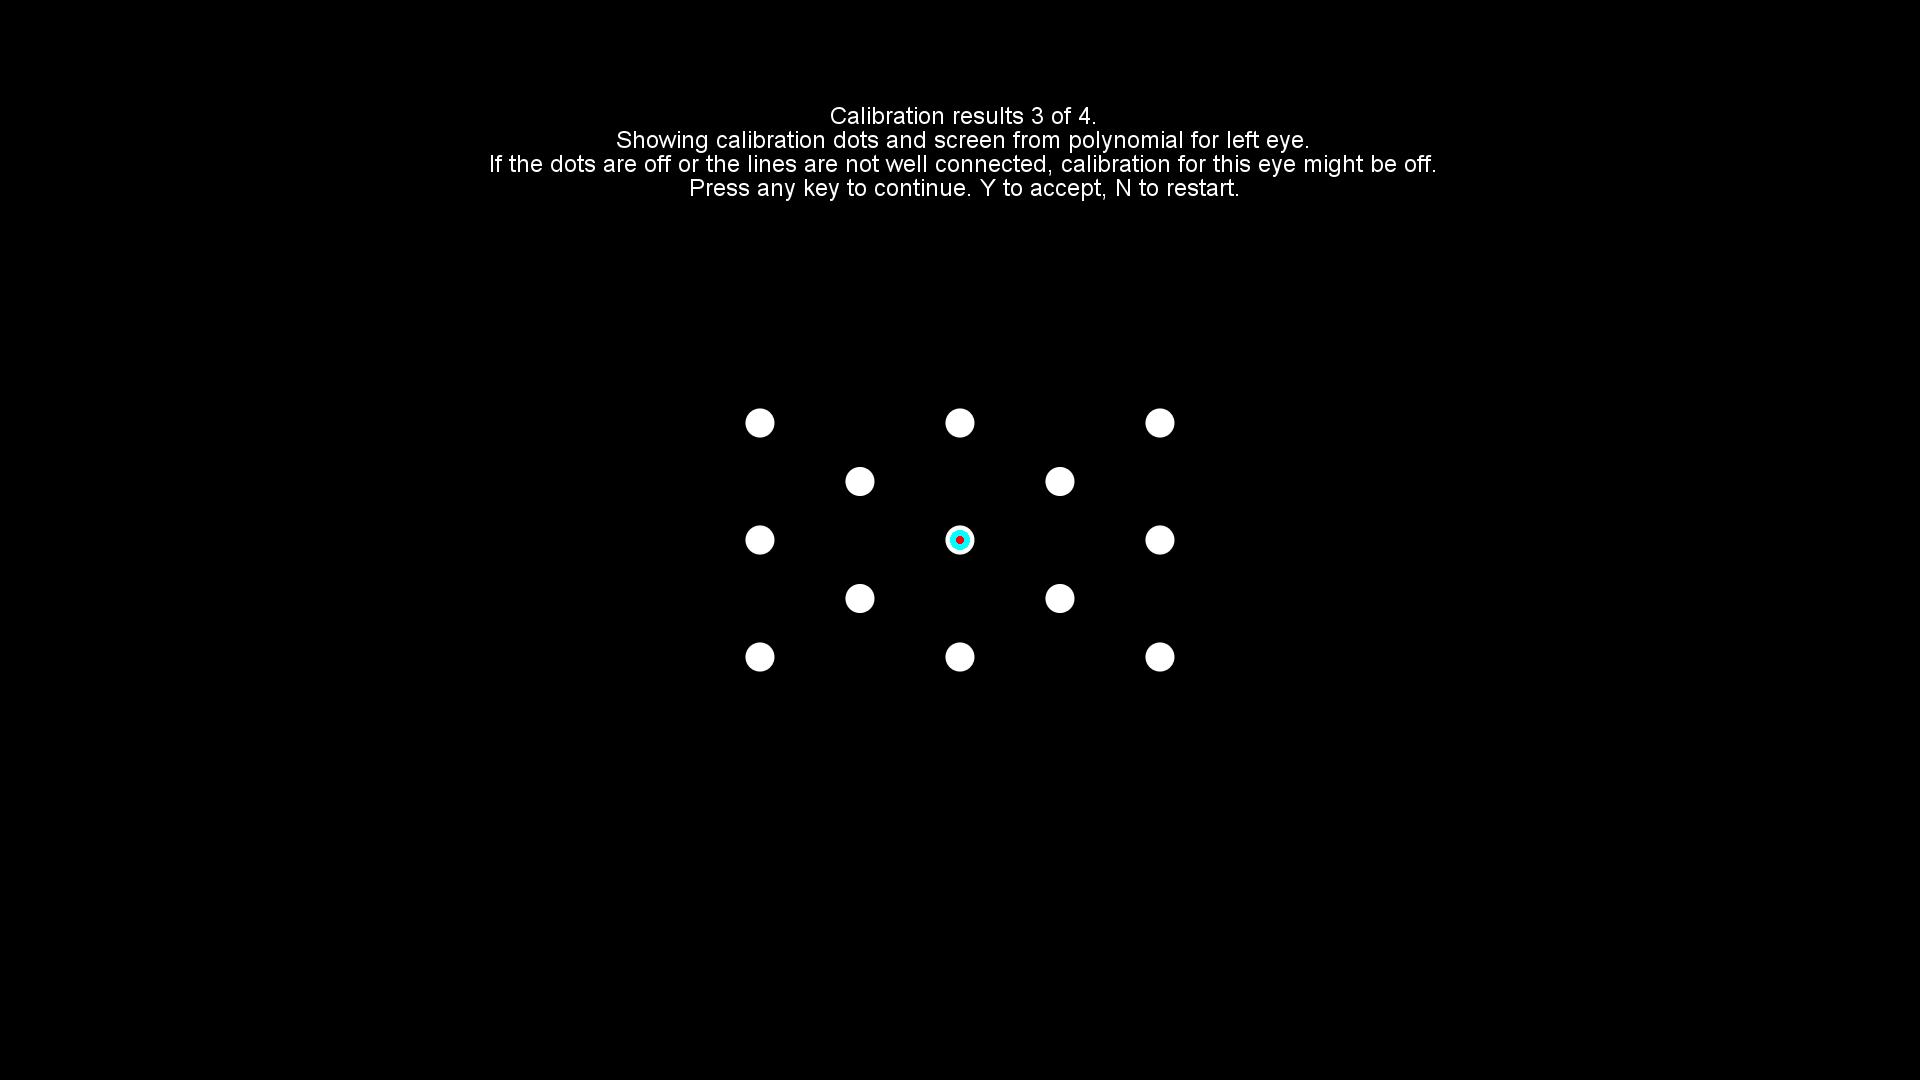 Calibration results 3 of 4.
Showing calibration dots and screen from polynomial for left eye.
If the dots are off or the lines are not well connected, calibration for this eye might be off.
Press any key to continue. Y to accept, N to restart.